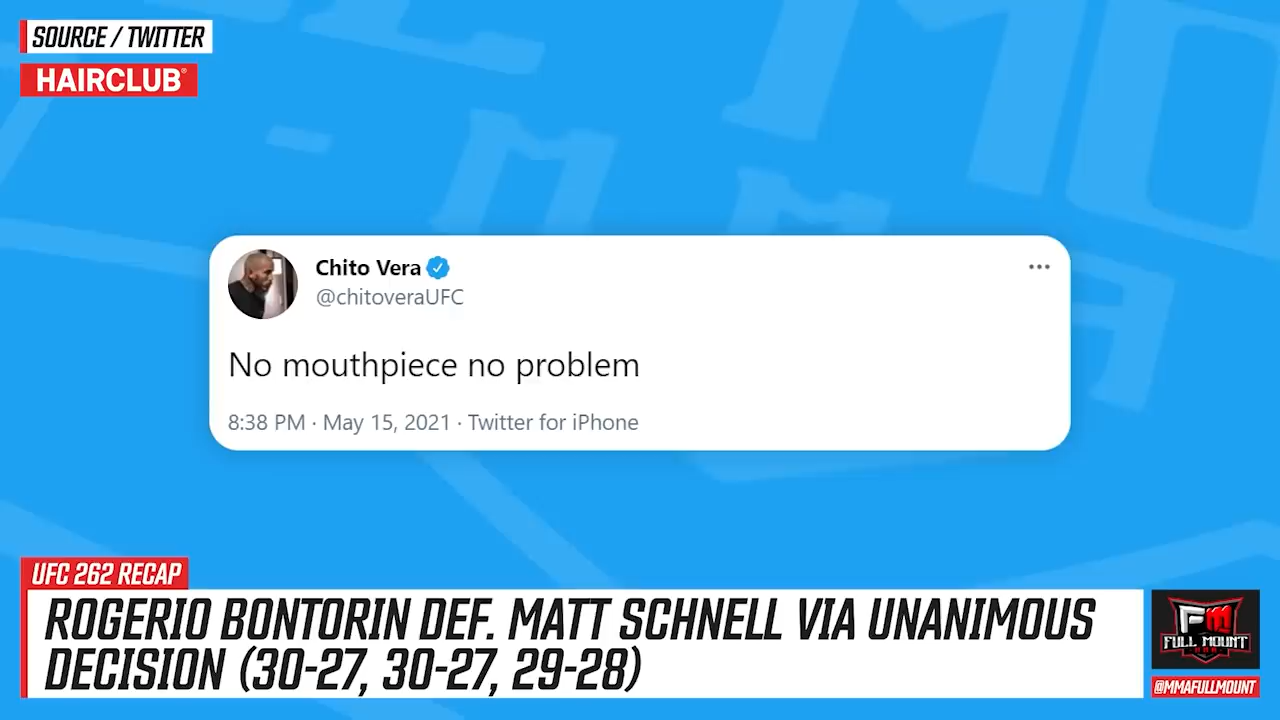 SOURCE / TWITTER
HAIRCLUB®
Chito Vera
@chitoveraUFC
No mouthpiece no problem
8:38 PM · May 15, 2021 · Twitter for iPhone
UFC 262 RECAP
ROGERIO BONTORIN DEF. MATT SCHNELL VIA UNANIMOUS
DECISION (30-27, 30-27, 29-28)
FM
FULL MOUNT
MMA
@MMAFULLMOUNT